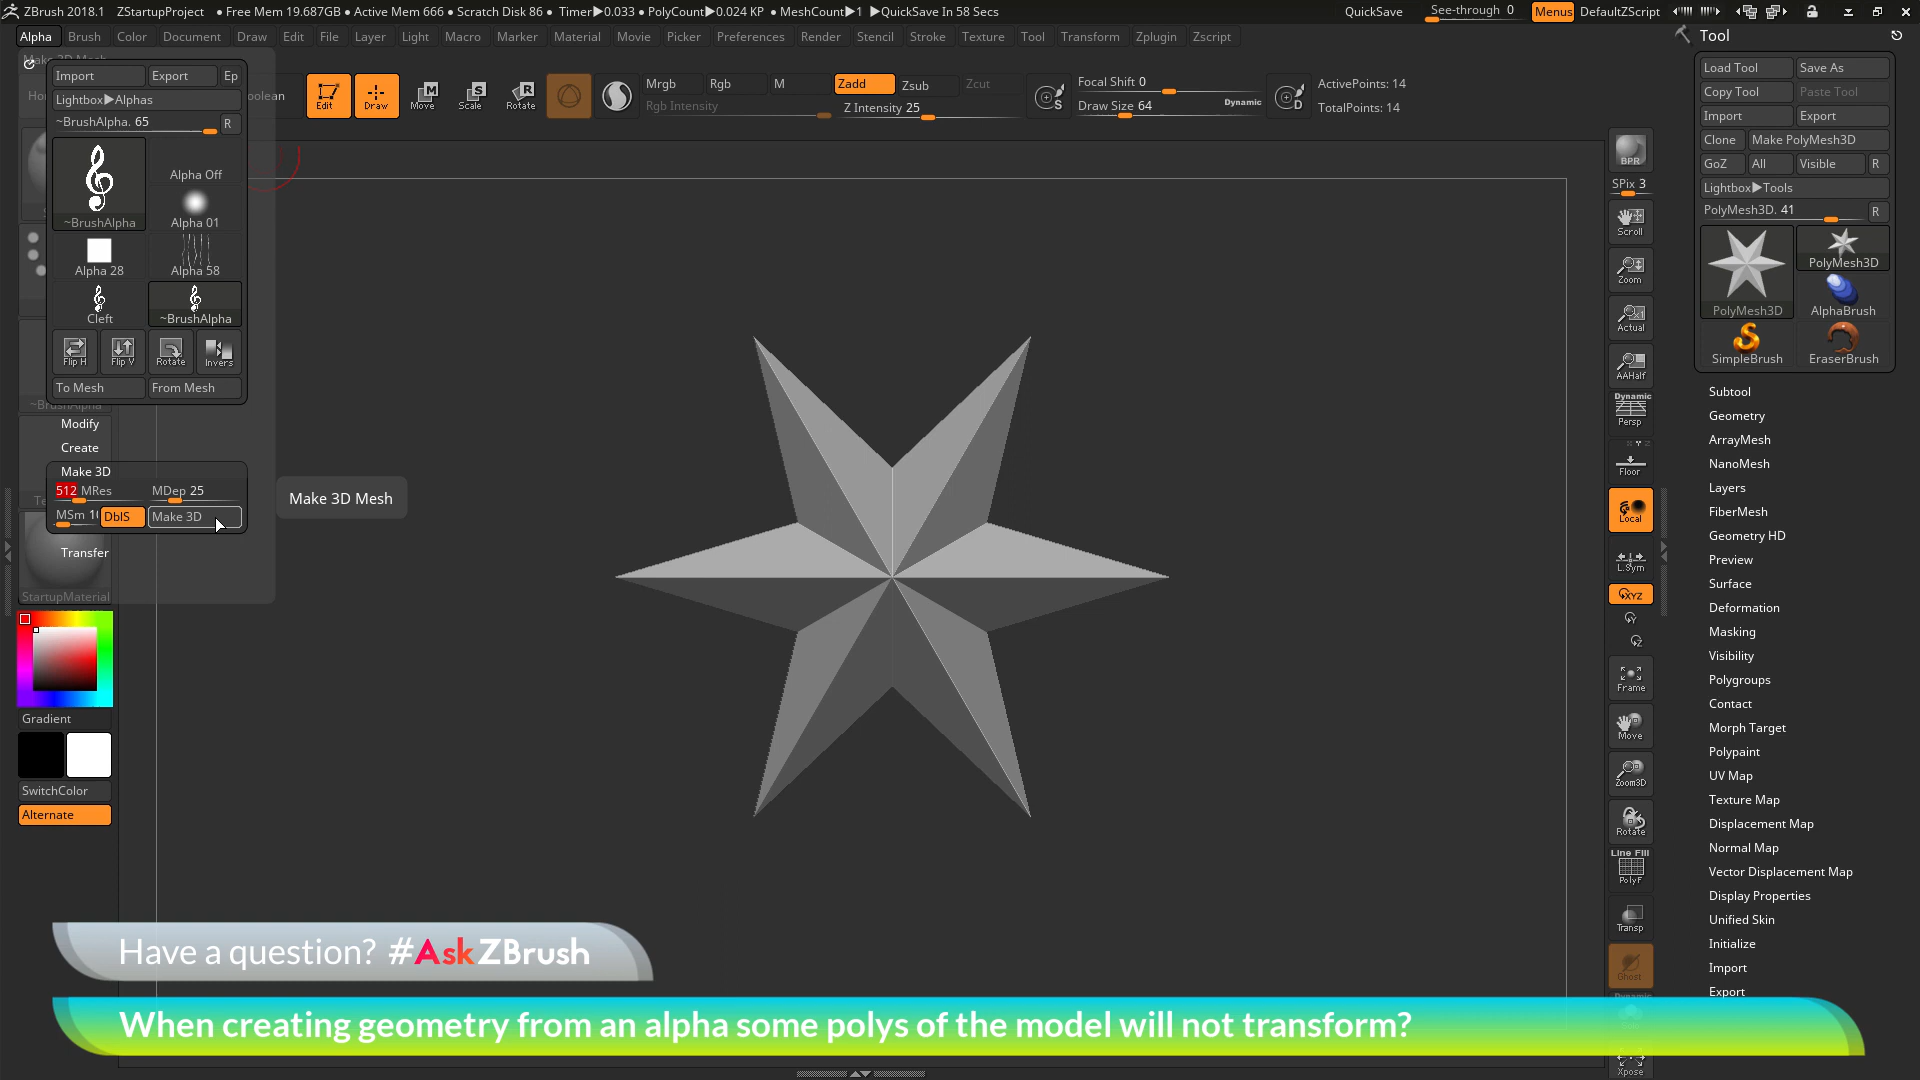 ZBrush 2018.1 ZStartupProject • Free Mem 19.687GB • Active Mem 666 • Scratch Disk 86 • Timer▶0.033 • PolyCount▶0.024 KP • MeshCount▶1 ▶QuickSave In 58 Secs QuickSave See-through 0 Menus DefaultZScript
Alpha Brush Color Document Draw Edit File Layer Light Macro Marker Material Movie Picker Preferences Render Stencil Stroke Texture Tool Transform Zplugin Zscript
Import Export Ep
Lightbox▶Alphas
~BrushAlpha. 65 R
~BrushAlpha
Alpha Off
Alpha 01
Alpha 28 Alpha 58
Cleft ~BrushAlpha
Flip H Flip V Rotate Invers
To Mesh From Mesh
~BrushAlpha
Modify
Create
Make 3D
512 MRes MDep 25
MSm 10 DblS Make 3D
Transfer
StartupMaterial
Make 3D Mesh
Gradient
SwitchColor
Alternate
oolean
Edit Draw Move Scale Rotate
Mrgb Rgb M
Rgb Intensity
Zadd Zsub Zcut
Z Intensity 25
S
Focal Shift 0
Draw Size 64 Dynamic
D
ActivePoints: 14
TotalPoints: 14
BPR
SPix 3
Scroll
Zoom
Actual
AAHalf
Dynamic
Persp
Floor
Local
L.Sym
XYZ
Y
Z
Frame
Move
Zoom3D
Rotate
Line Fill
PolyF
Transp
Ghost
Dynamic
Xpose
Tool
Load Tool Save As
Copy Tool Paste Tool
Import Export
Clone Make PolyMesh3D
GoZ All Visible R
Lightbox▶Tools
PolyMesh3D. 41 R
PolyMesh3D
PolyMesh3D
AlphaBrush
SimpleBrush EraserBrush
Subtool
Geometry
ArrayMesh
NanoMesh
Layers
FiberMesh
Geometry HD
Preview
Surface
Deformation
Masking
Visibility
Polygroups
Contact
Morph Target
Polypaint
UV Map
Texture Map
Displacement Map
Normal Map
Vector Displacement Map
Display Properties
Unified Skin
Initialize
Import
Export
Have a question? #AskZBrush
When creating geometry from an alpha some polys of the model will not transform?